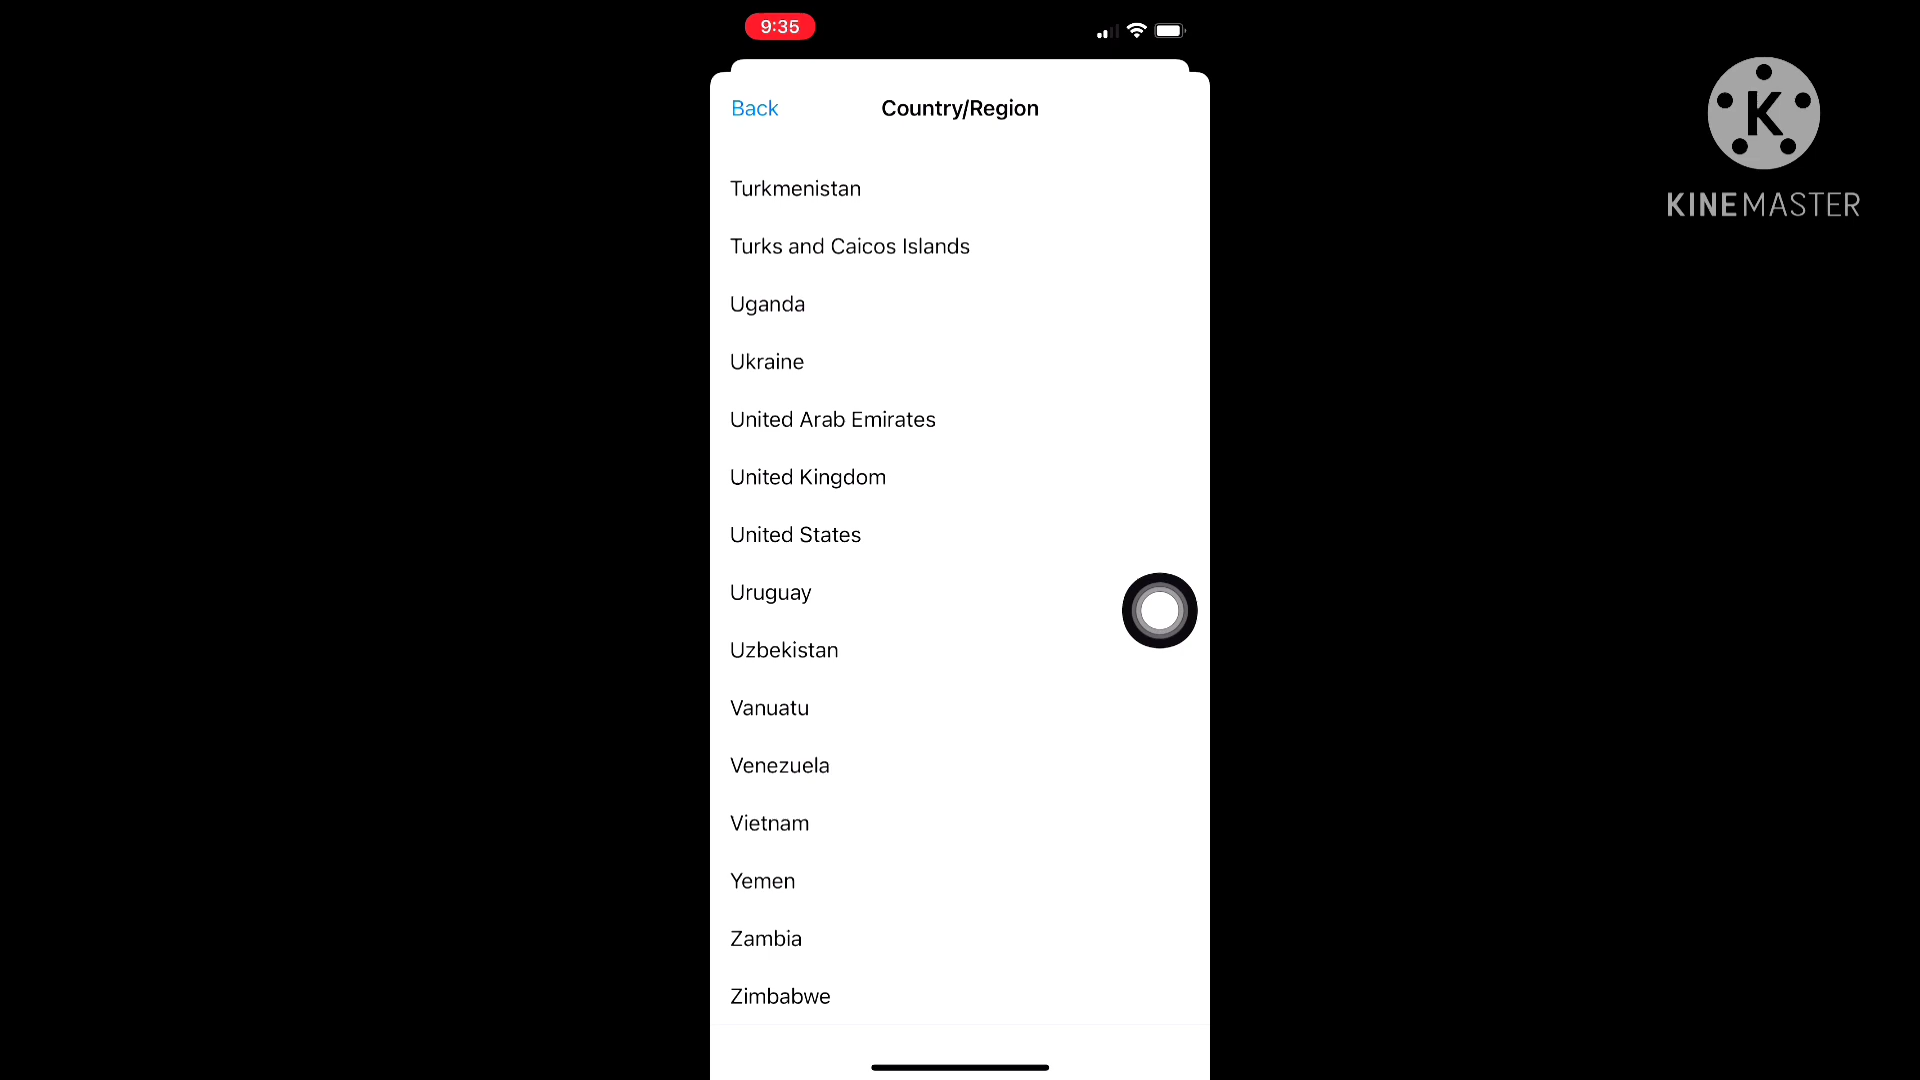 9:35
Back
Country/Region
Turkmenistan
Turks and Caicos Islands
Uganda
Ukraine
United Arab Emirates
United Kingdom
United States
Uruguay
Uzbekistan
Vanuatu
Venezuela
Vietnam
Yemen
Zambia
Zimbabwe
K
KINEMASTER